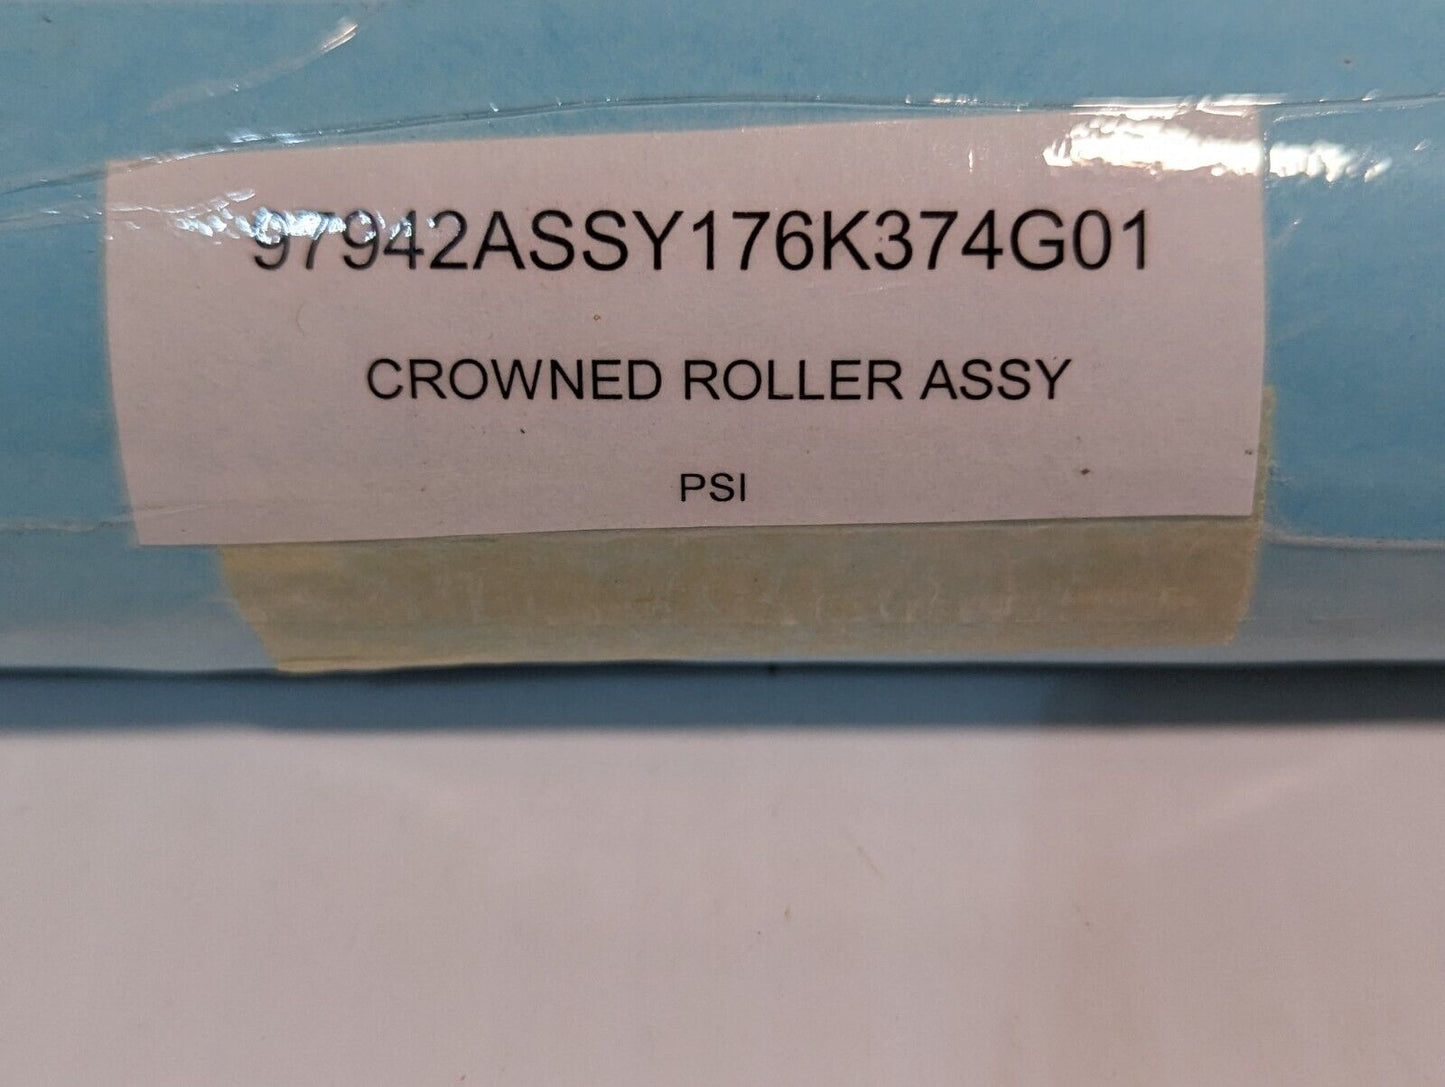 97942ASSY176K374G01
CROWNED ROLLER ASSY
PSI